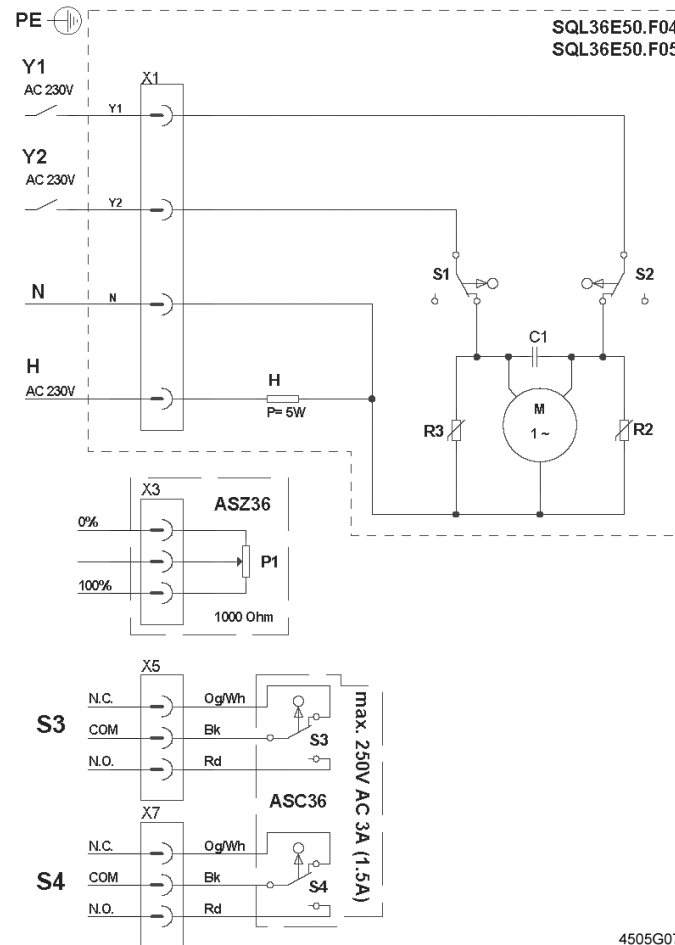 PE
SQL36E50.F04
SQL36E50.F05
Y1
AC 230V
X1
Y1
Y2
AC 230V
Y2
S1
S2
N
N
C1
H
AC 230V
H
P= 5W
M
1 ~
R3
R2
X3
ASZ36
0%
P1
100%
1000 Ohm
X5
N.C.
Og/Wh
S3
COM
Bk
S3
N.O.
Rd
ASC36
max. 250V AC 3A (1.5A)
X7
N.C.
Og/Wh
S4
COM
Bk
S4
N.O.
Rd
4505G07